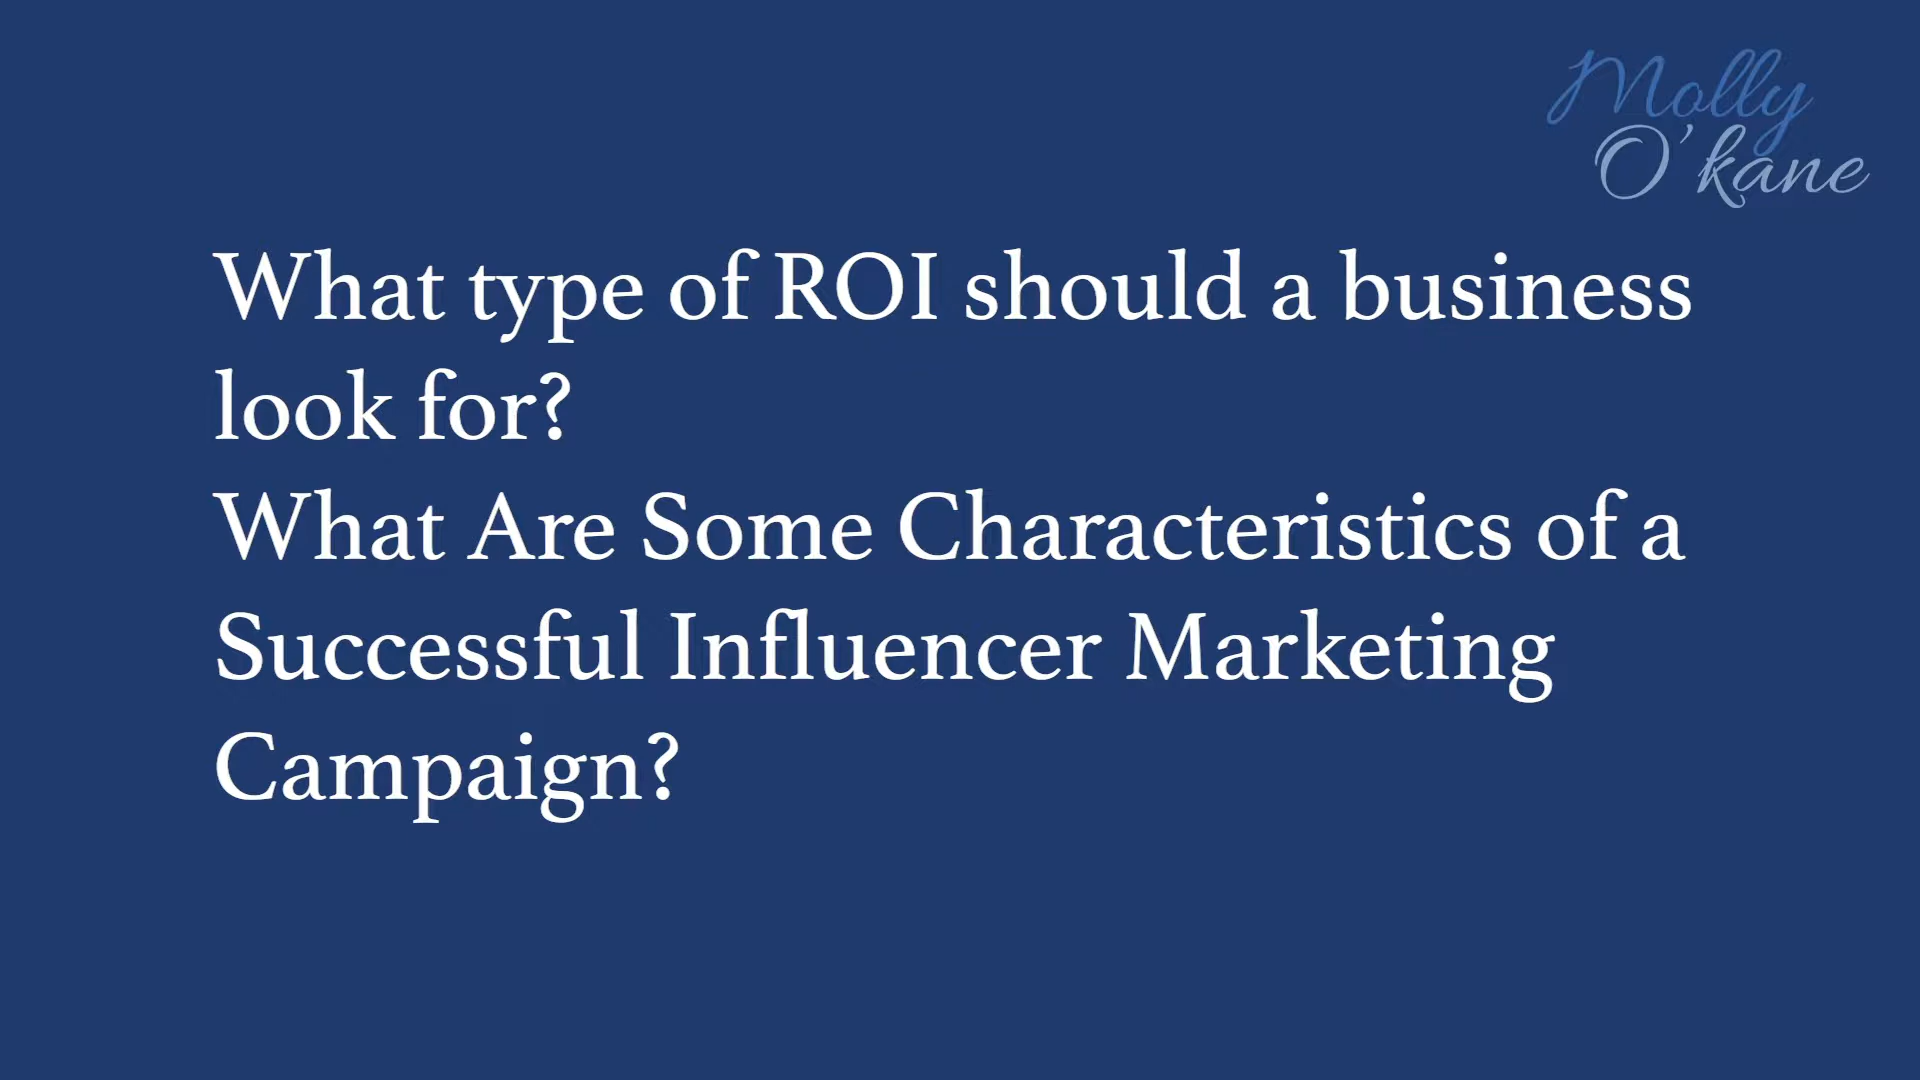 Molly
O'kane
What type of ROI should a business
look for?
What Are Some Characteristics of a
Successful Influencer Marketing
Campaign?